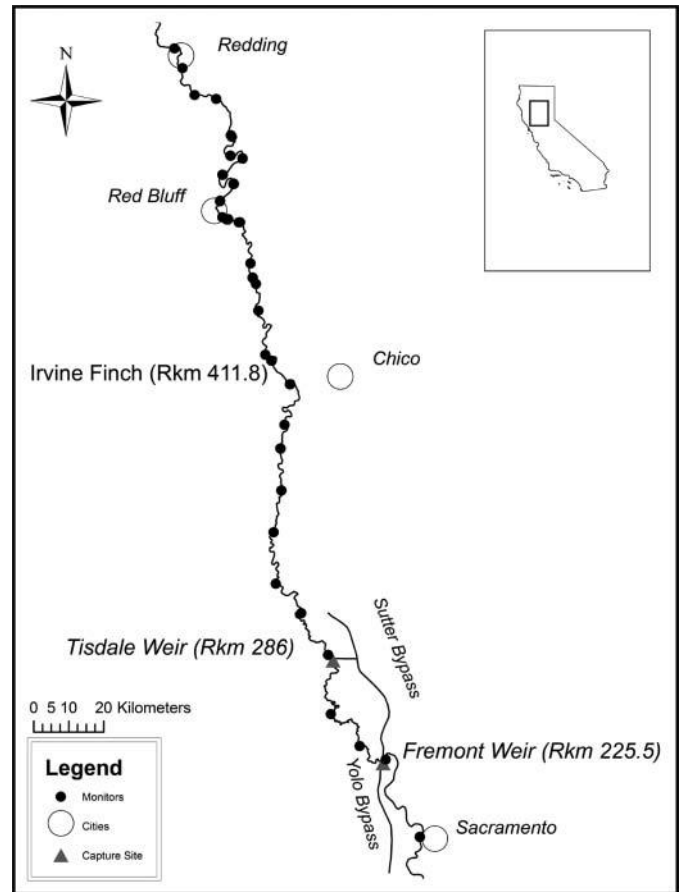 Redding
N
Red Bluff
Chico
Irvine Finch (Rkm 411.8)
Sutter Bypass
Tisdale Weir (Rkm 286)
0 5 10 20 Kilometers
Fremont Weir (Rkm 225.5)
Yolo Bypass
Legend
Monitors
Cities
Capture Site
Sacramento